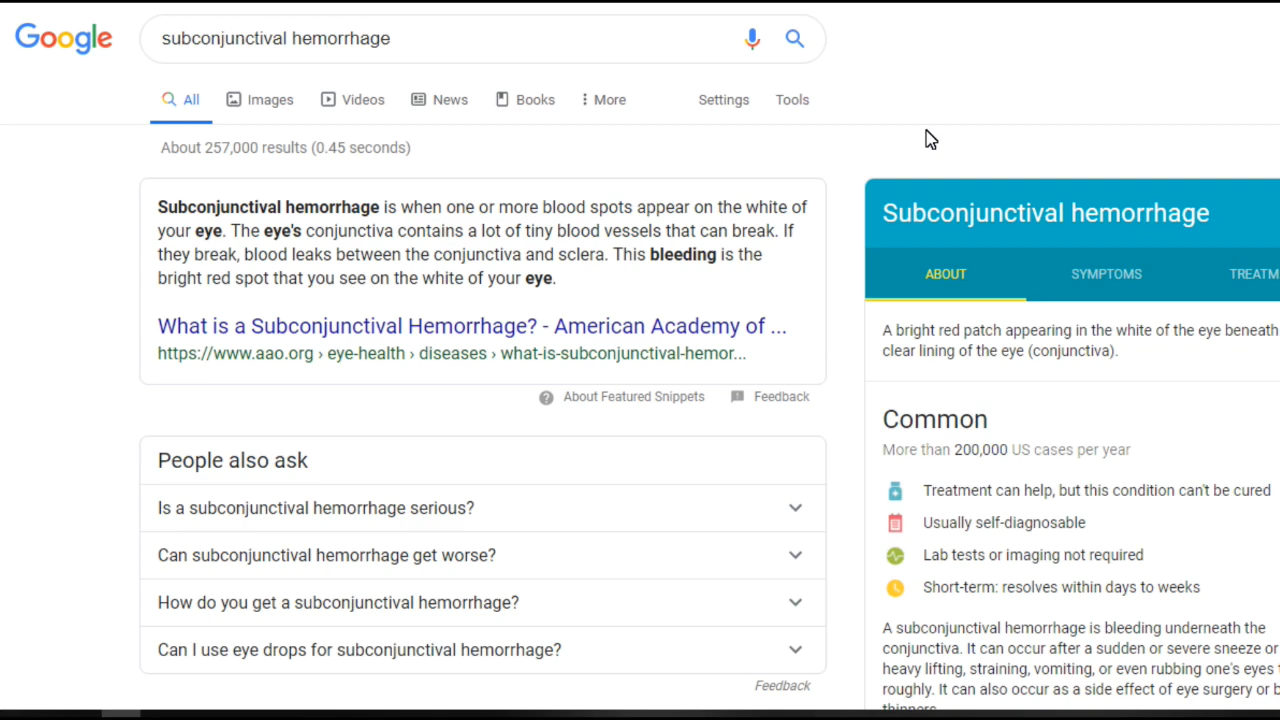 Google
subconjunctival hemorrhage
All
Images
Videos
News
Books
More
Settings
Tools
About 257,000 results (0.45 seconds)
Subconjunctival hemorrhage is when one or more blood spots appear on the white of
your eye. The eye's conjunctiva contains a lot of tiny blood vessels that can break. If
they break, blood leaks between the conjunctiva and sclera. This bleeding is the
bright red spot that you see on the white of your eye.
What is a Subconjunctival Hemorrhage? - American Academy of ...
https://www.aao.org › eye-health › diseases › what-is-subconjunctival-hemor...
About Featured Snippets
Feedback
People also ask
Is a subconjunctival hemorrhage serious?
Can subconjunctival hemorrhage get worse?
How do you get a subconjunctival hemorrhage?
Can I use eye drops for subconjunctival hemorrhage?
Feedback
Subconjunctival hemorrhage
ABOUT
SYMPTOMS
TREATM
A bright red patch appearing in the white of the eye beneath
clear lining of the eye (conjunctiva).
Common
More than 200,000 US cases per year
Treatment can help, but this condition can't be cured
Usually self-diagnosable
Lab tests or imaging not required
Short-term: resolves within days to weeks
A subconjunctival hemorrhage is bleeding underneath the
conjunctiva. It can occur after a sudden or severe sneeze or
heavy lifting, straining, vomiting, or even rubbing one's eyes
roughly. It can also occur as a side effect of eye surgery or